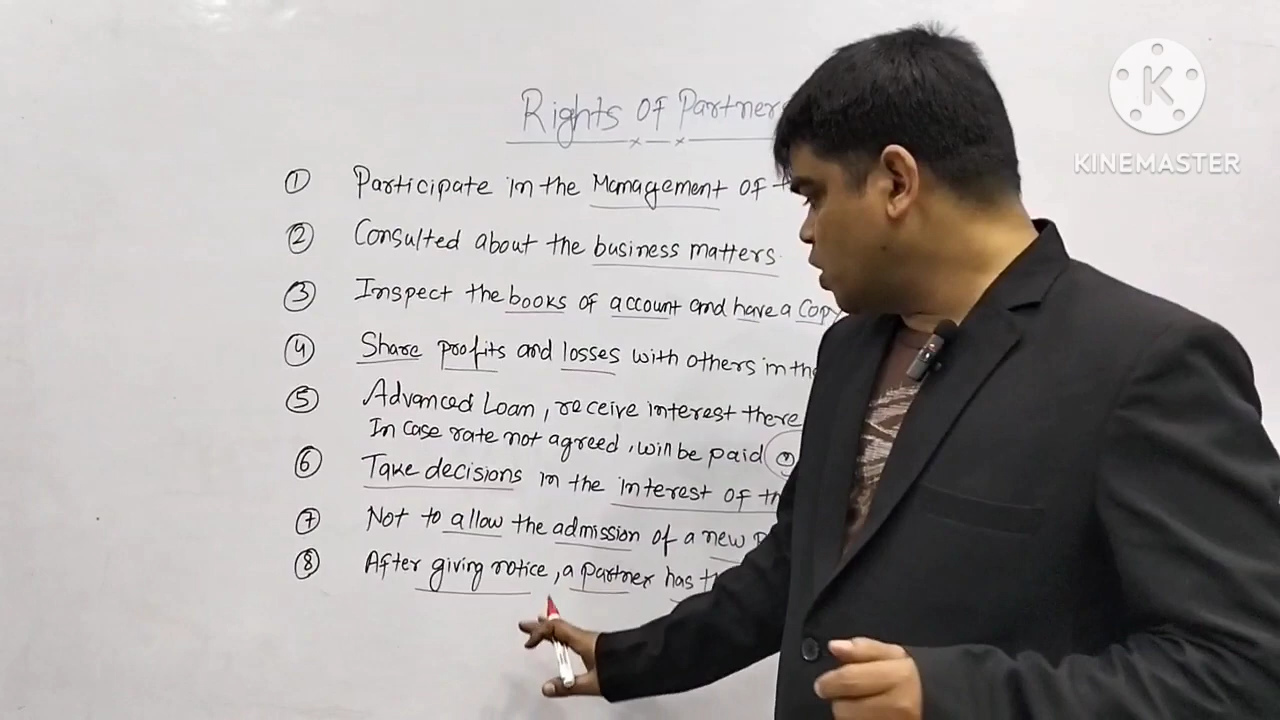 Rights of Partners
① Participate in the Management of
② Consulted about the business matters.
③ Inspect the books of account and have a copy
④ Share profits and losses with others in the
⑤ Advanced Loan, receive interest there
In case rate not agreed, will be paid @
⑥ Take decisions in the interest of
⑦ Not to allow the admission of a new
⑧ After giving notice, a partner has
K
KINEMASTER